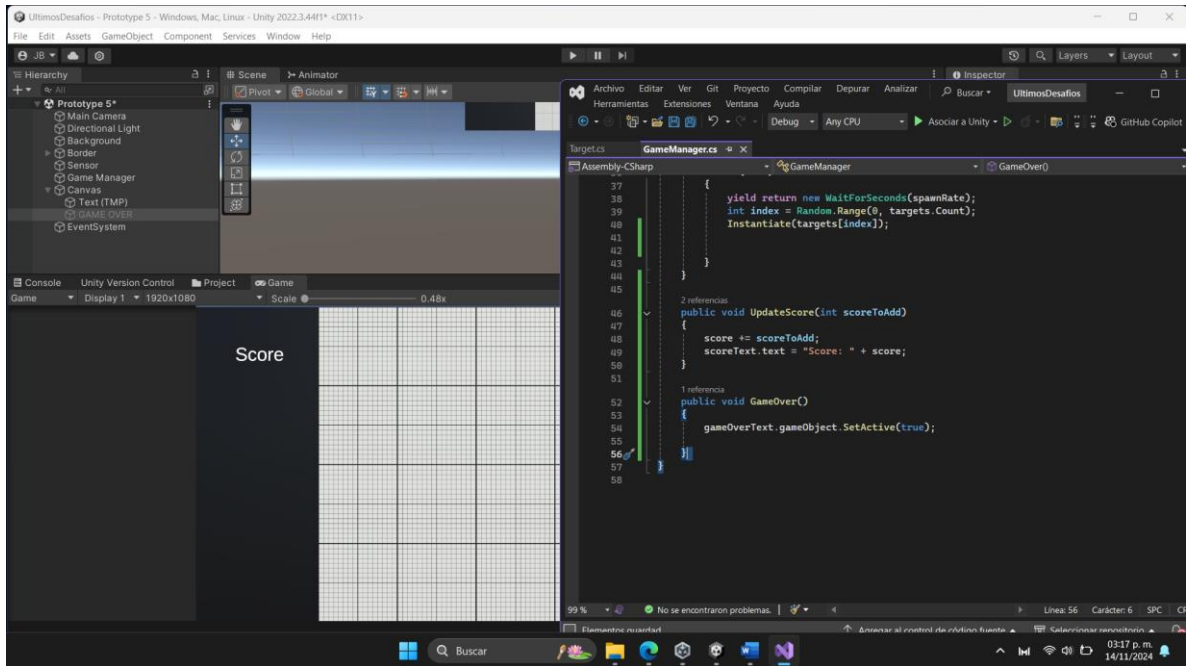 UltimosDesafios - Prototype 5 - Windows, Mac, Linux - Unity 2022.3.44f1* <DX11>
File Edit Assets GameObject Component Services Window Help
JB Layers Layout
Hierarchy
All
Prototype 5*
Main Camera
Directional Light
Background
Border
Sensor
Game Manager
Canvas
Text (TMP)
GAME OVER
EventSystem
Scene Animator
Pivot Global
Inspector
Console Unity Version Control Project Game
Game Display 1 1920x1080 Scale 0.48x
Score
Archivo Editar Ver Git Proyecto Compilar Depurar Analizar Buscar UltimosDesafios
Herramientas Extensiones Ventana Ayuda
Debug Any CPU Asociar a Unity GitHub Copilot
Target.cs GameManager.cs
Assembly-CSharp GameManager GameOver()
37 {
38 yield return new WaitForSeconds(spawnRate);
39 int index = Random.Range(0, targets.Count);
40 Instantiate(targets[index]);
41
42
43 }
44 }
45
2 referencias
46 public void UpdateScore(int scoreToAdd)
47 {
48 score += scoreToAdd;
49 scoreText.text = "Score: " + score;
50 }
51
1 referencia
52 public void GameOver()
53 {
54 gameOverText.gameObject.SetActive(true);
55
56 }
57 }
58
99 % No se encontraron problemas. Línea: 56 Carácter: 6 SPC
Elementos guardad Agregar al control de código fuente Seleccionar repositorio
Buscar
03:17 p. m.
14/11/2024